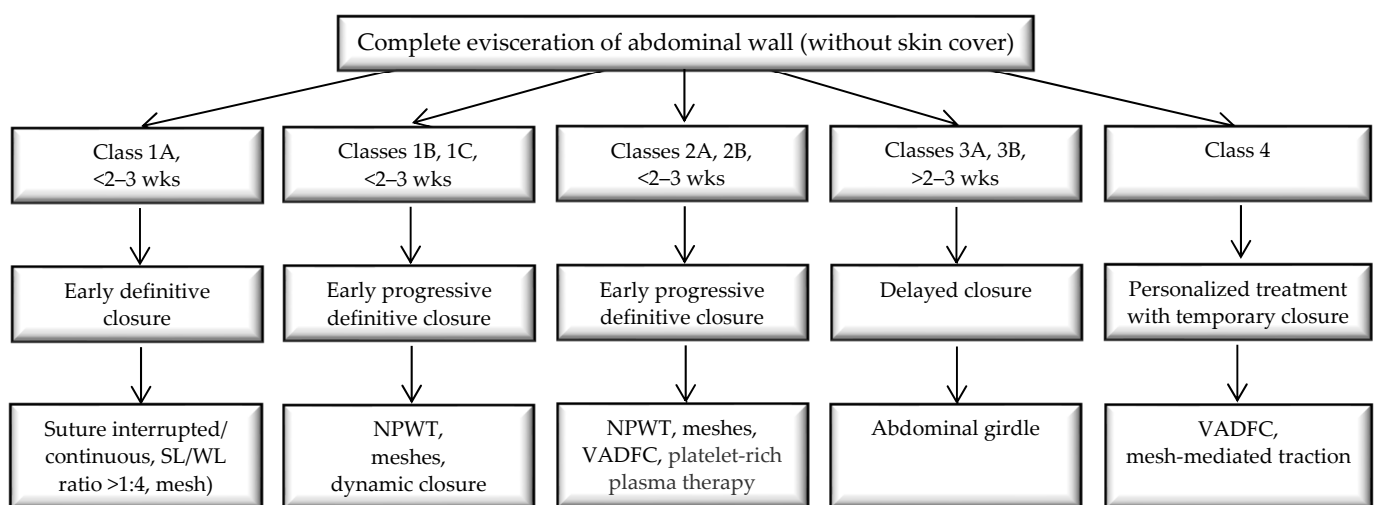 Complete evisceration of abdominal wall (without skin cover)
Class 1A,
<2–3 wks
Classes 1B, 1C,
<2–3 wks
Classes 2A, 2B,
<2–3 wks
Classes 3A, 3B,
>2–3 wks
Class 4
Early definitive
closure
Early progressive
definitive closure
Early progressive
definitive closure
Delayed closure
Personalized treatment
with temporary closure
Suture interrupted/
continuous, SL/WL
ratio >1:4, mesh)
NPWT,
meshes,
dynamic closure
NPWT, meshes,
VADFC, platelet-rich
plasma therapy
Abdominal girdle
VADFC,
mesh-mediated traction